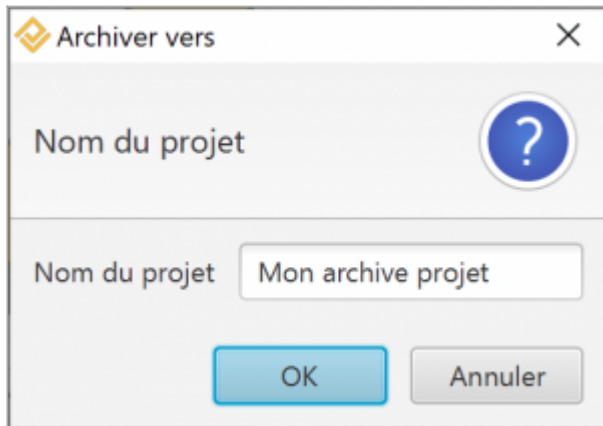 Archiver vers
Nom du projet
?
Nom du projet Mon archive projet
OK Annuler